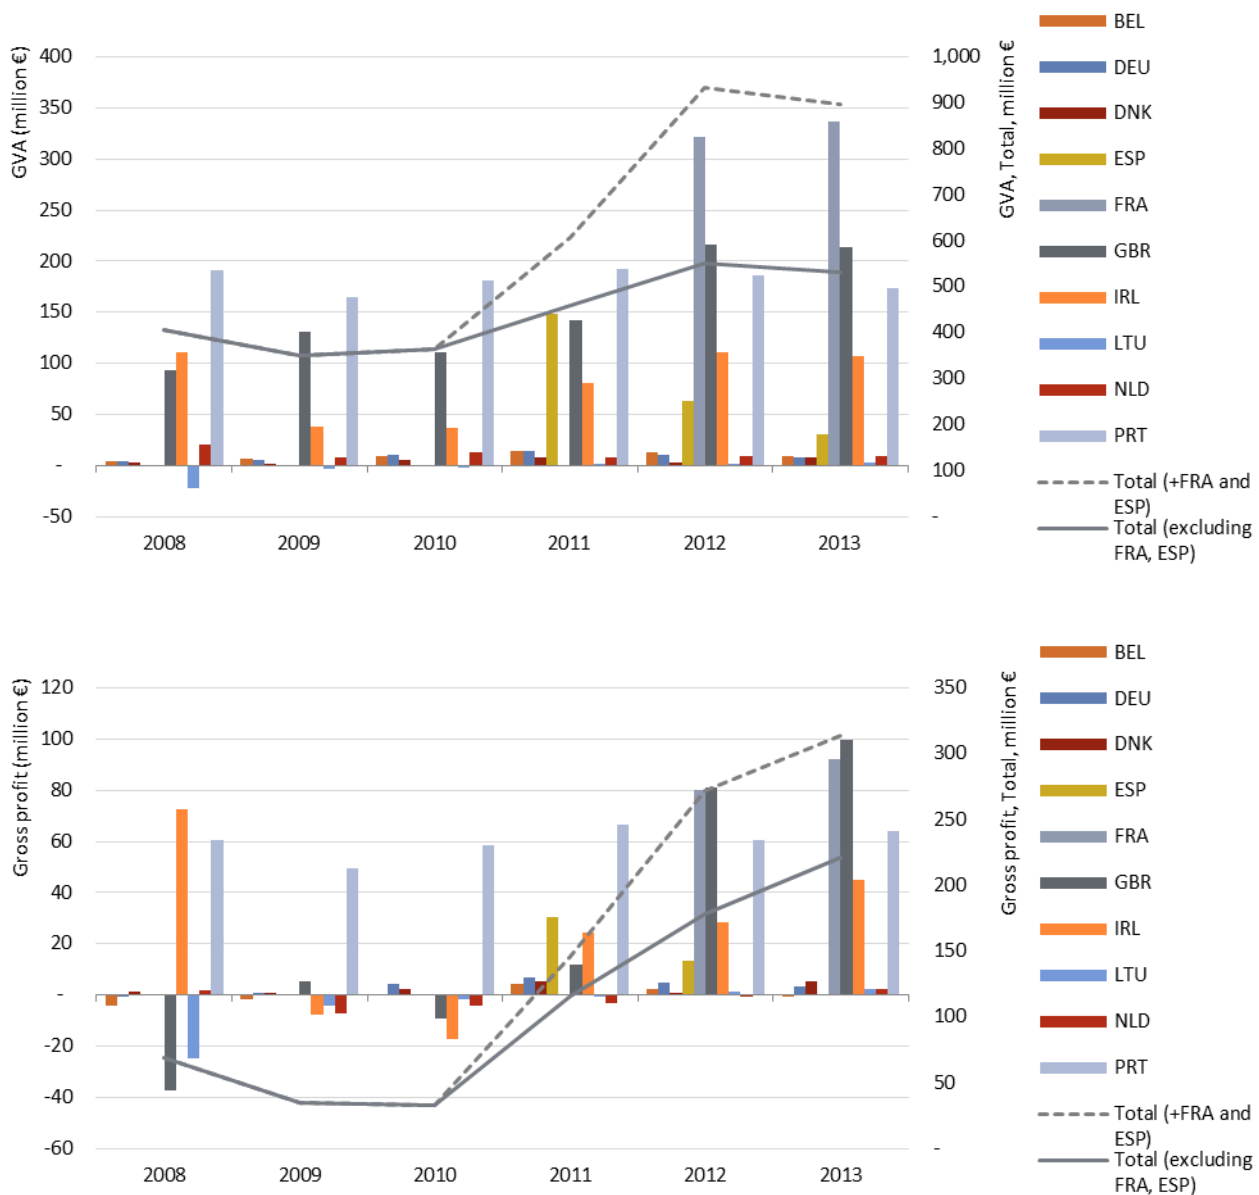 GVA (million €)
400
350
300
250
200
150
100
50
-
-50
1,000
900
800
700
600
500
400
300
200
100
-
GVA, Total, million €
2008
2009
2010
2011
2012
2013
BEL
DEU
DNK
ESP
FRA
GBR
IRL
LTU
NLD
PRT
Total (+FRA and
ESP)
Total (excluding
FRA, ESP)
Gross profit (million €)
120
100
80
60
40
20
-
-20
-40
-60
350
300
250
200
150
100
50
-
Gross profit, Total, million €
2008
2009
2010
2011
2012
2013
BEL
DEU
DNK
ESP
FRA
GBR
IRL
LTU
NLD
PRT
Total (+FRA and
ESP)
Total (excluding
FRA, ESP)